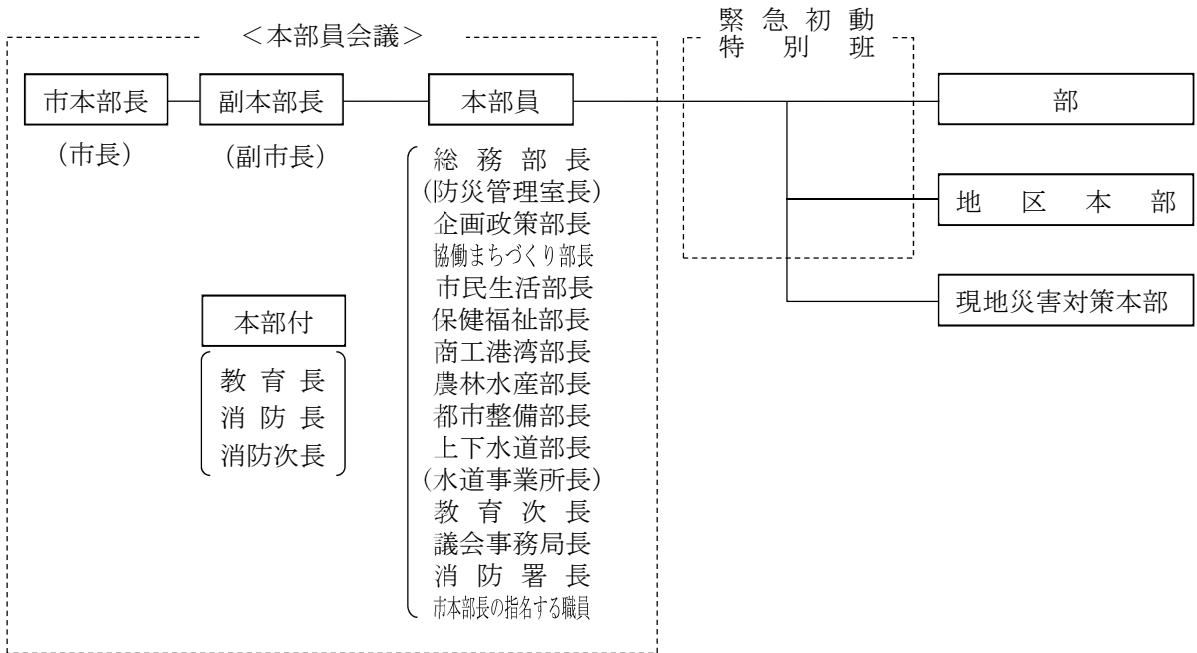 ＜本部員会議＞
緊急初動
特別班
市本部長
副本部長
本部員
部
(市長)
(副市長)
総務部長
(防災管理室長)
企画政策部長
協働まちづくり部長
市民生活部長
保健福祉部長
商工港湾部長
農林水産部長
都市整備部長
上下水道部長
(水道事業所長)
教育次長
議会事務局長
消防署長
市本部長の指名する職員
本部付
教育長
消防長
消防次長
地区本部
現地災害対策本部